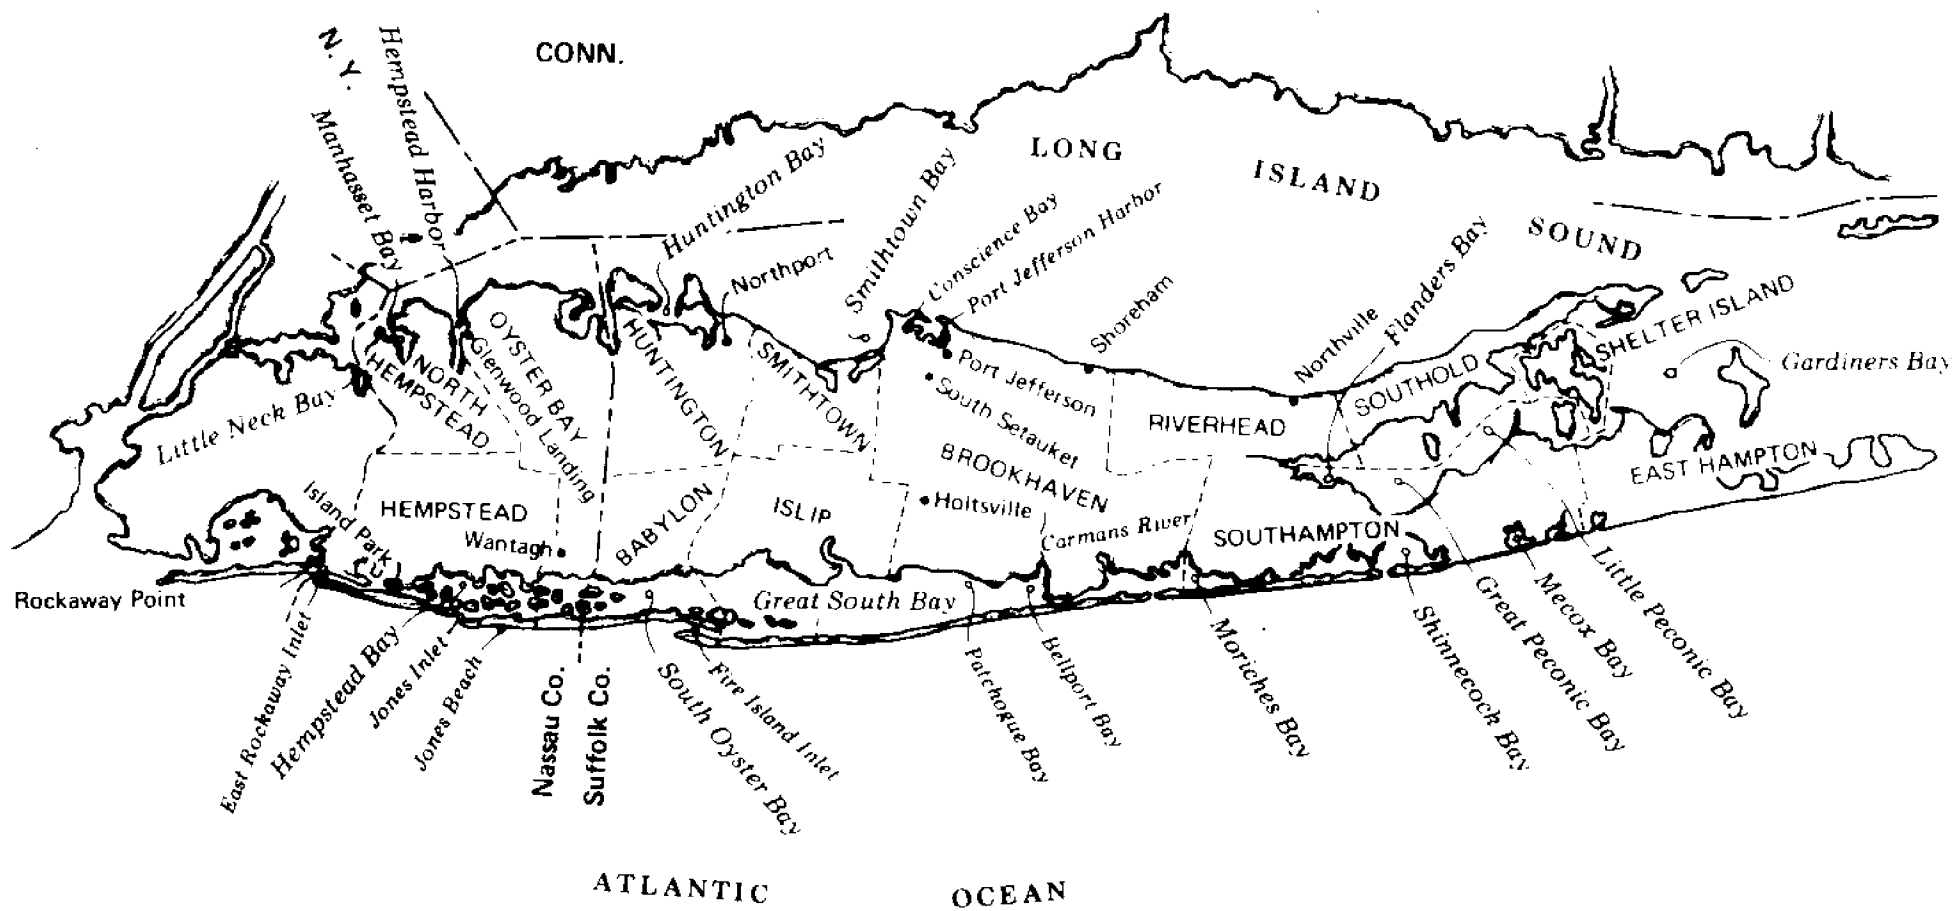 N. Y.
CONN.
Hempstead Harbor
Manhasset Bay
Huntington Bay
Smithtown Bay
Conscience Bay
Port Jefferson Harbor
LONG ISLAND SOUND
Northport
Shoreham
Northville
Flanders Bay
SHELTER ISLAND
Gardiners Bay
Little Neck Bay
NORTH
HEMPSTEAD
OYSTER BAY
Glenwood Landing
HUNTINGTON
SMITHTOWN
Port Jefferson
South Setauket
BROOKHAVEN
RIVERHEAD
SOUTHOLD
EAST HAMPTON
Island Park
HEMPSTEAD
Wantagh
BABYLON
ISLIP
Holtsville
Carmans River
SOUTHAMPTON
Rockaway Point
Great South Bay
East Rockaway Inlet
Hempstead Bay
Jones Inlet
Jones Beach
Nassau Co.
Suffolk Co.
South Oyster Bay
Fire Island Inlet
Patchogue Bay
Bellport Bay
Moriches Bay
Shinnecock Bay
Great Peconic Bay
Mecox Bay
Little Peconic Bay
ATLANTIC OCEAN